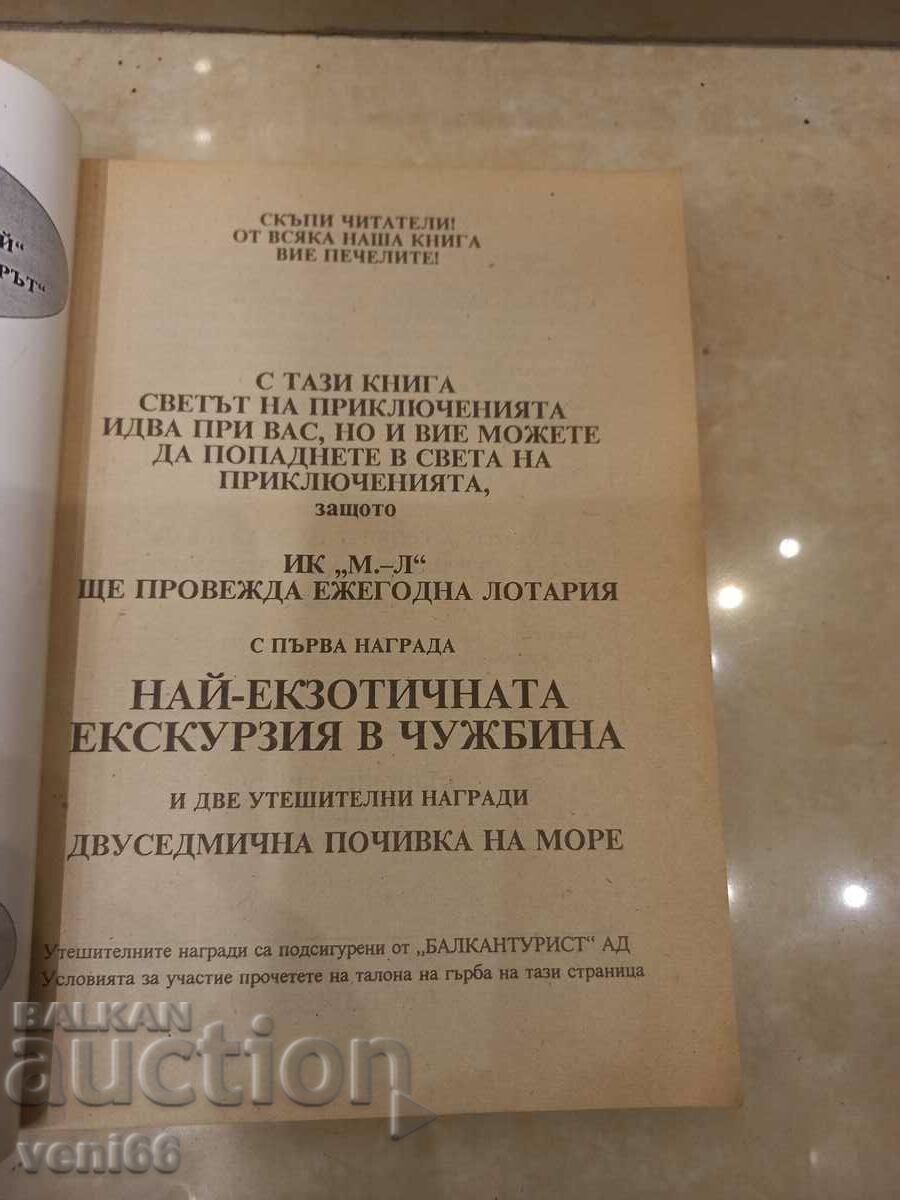 Й“
РЪТ“
СКЪПИ ЧИТАТЕЛИ!
ОТ ВСЯКА НАША КНИГА
ВИЕ ПЕЧЕЛИТЕ!
С ТАЗИ КНИГА
СВЕТЪТ НА ПРИКЛЮЧЕНИЯТА
ИДВА ПРИ ВАС, НО И ВИЕ МОЖЕТЕ
ДА ПОПАДНЕТЕ В СВЕТА НА
ПРИКЛЮЧЕНИЯТА,
защото
ИК „М.–Л“
ЩЕ ПРОВЕЖДА ЕЖЕГОДНА ЛОТАРИЯ
С ПЪРВА НАГРАДА
НАЙ-ЕКЗОТИЧНАТА
ЕКСКУРЗИЯ В ЧУЖБИНА
И ДВЕ УТЕШИТЕЛНИ НАГРАДИ
ДВУСЕДМИЧНА ПОЧИВКА НА МОРЕ
Утешителните награди са подсигурени от „БАЛКАНТУРИСТ“ АД
Условията за участие прочетете на талона на гърба на тази страница
BALKAN
auction
veni66